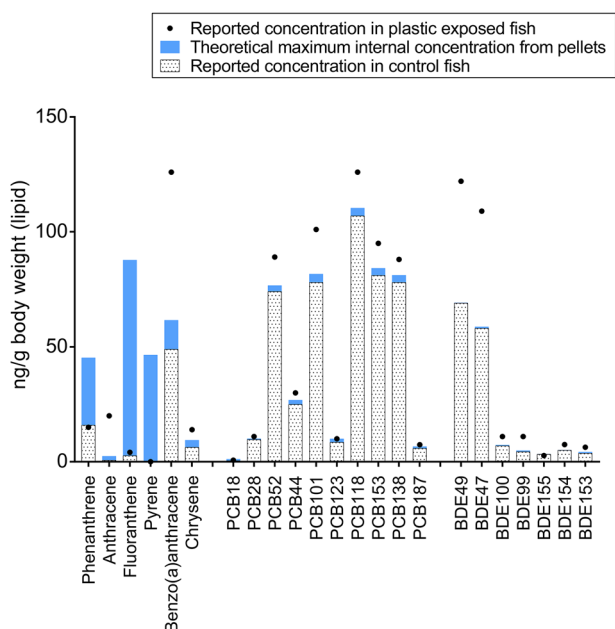 Reported concentration in plastic exposed fish
Theoretical maximum internal concentration from pellets
Reported concentration in control fish
150
100
50
0
ng/g body weight (lipid)
Phenanthrene
Anthracene
Fluoranthene
Pyrene
Benzo(a)anthracene
Chrysene
PCB18
PCB28
PCB52
PCB44
PCB101
PCB123
PCB118
PCB153
PCB138
PCB187
BDE49
BDE47
BDE100
BDE99
BDE155
BDE154
BDE153